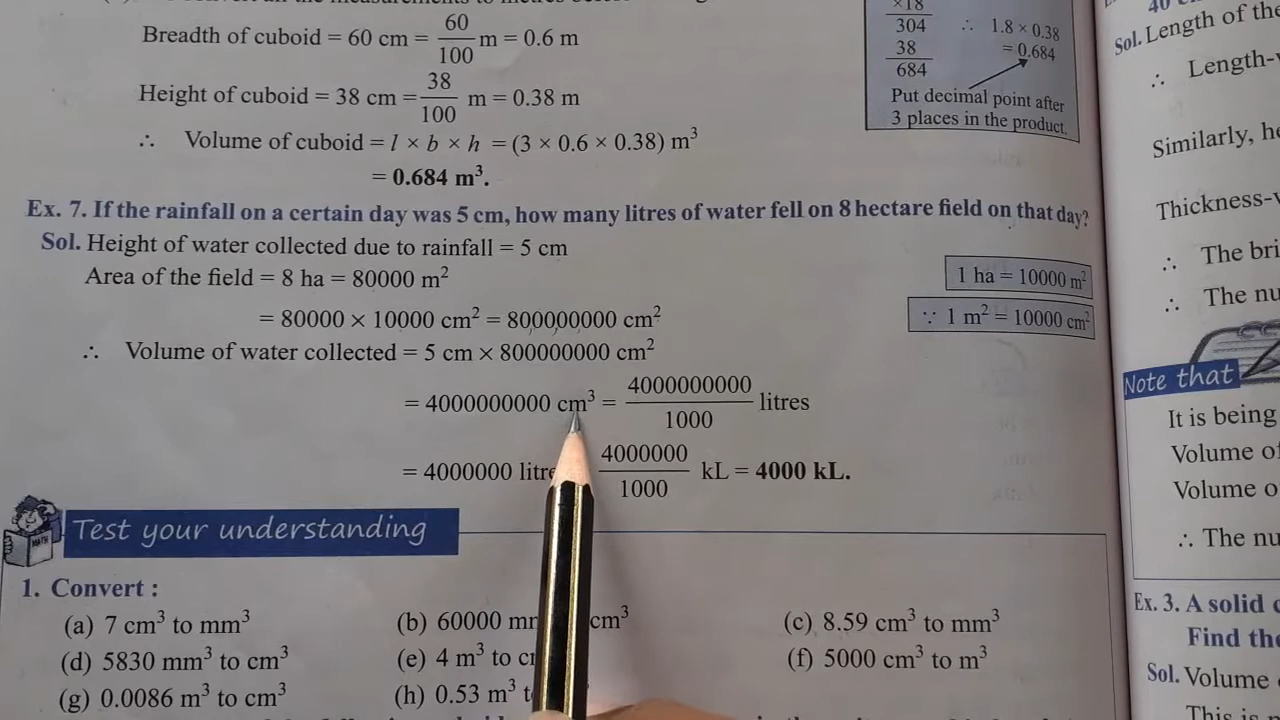 Breadth of cuboid = 60 cm = 60/100 m = 0.6 m
Height of cuboid = 38 cm = 38/100 m = 0.38 m
∴ Volume of cuboid = l × b × h = (3 × 0.6 × 0.38) m³
= 0.684 m³.
×18
304
38
684
∴ 1.8 × 0.38
= 0.684
Put decimal point after
3 places in the product.
Ex. 7. If the rainfall on a certain day was 5 cm, how many litres of water fell on 8 hectare field on that day?
Sol. Height of water collected due to rainfall = 5 cm
Area of the field = 8 ha = 80000 m²
1 ha = 10000 m²
= 80000 × 10000 cm² = 800000000 cm²
∵ 1 m² = 10000 cm²
∴ Volume of water collected = 5 cm × 800000000 cm²
= 4000000000 cm³ = 4000000000/1000 litres
= 4000000 litre 4000000/1000 kL = 4000 kL.
MATH
Test your understanding
1. Convert :
(a) 7 cm³ to mm³
(b) 60000 cm³
(c) 8.59 cm³ to mm³
(d) 5830 mm³ to cm³
(e) 4 m³ to
(f) 5000 cm³ to m³
(g) 0.0086 m³ to cm³
(h) 0.53 m³
40
Sol. Length of the
∴ Length-
Similarly,
Thickness-
∴ The
∴ The
Note that
It is being
Volume
Volume
∴ The
Ex. 3. A solid
Find
Sol. Volume
This is